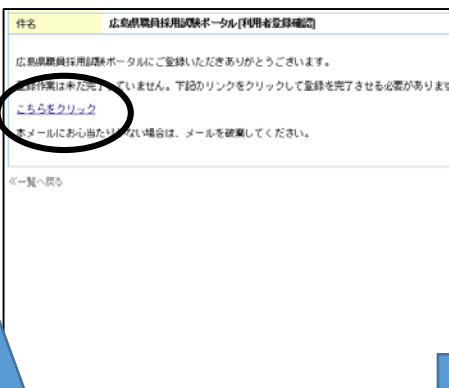 件名 広島県職員採用試験ポータル[利用者登録確認]
広島県職員採用試験ポータルにご登録いただきありがとうございます。
登録作業は未だ完了していません。下記のリンクをクリックして登録を完了させる必要があります
こちらをクリック
本メールにお心当たりがない場合は、メールを破棄してください。
≪一覧へ戻る